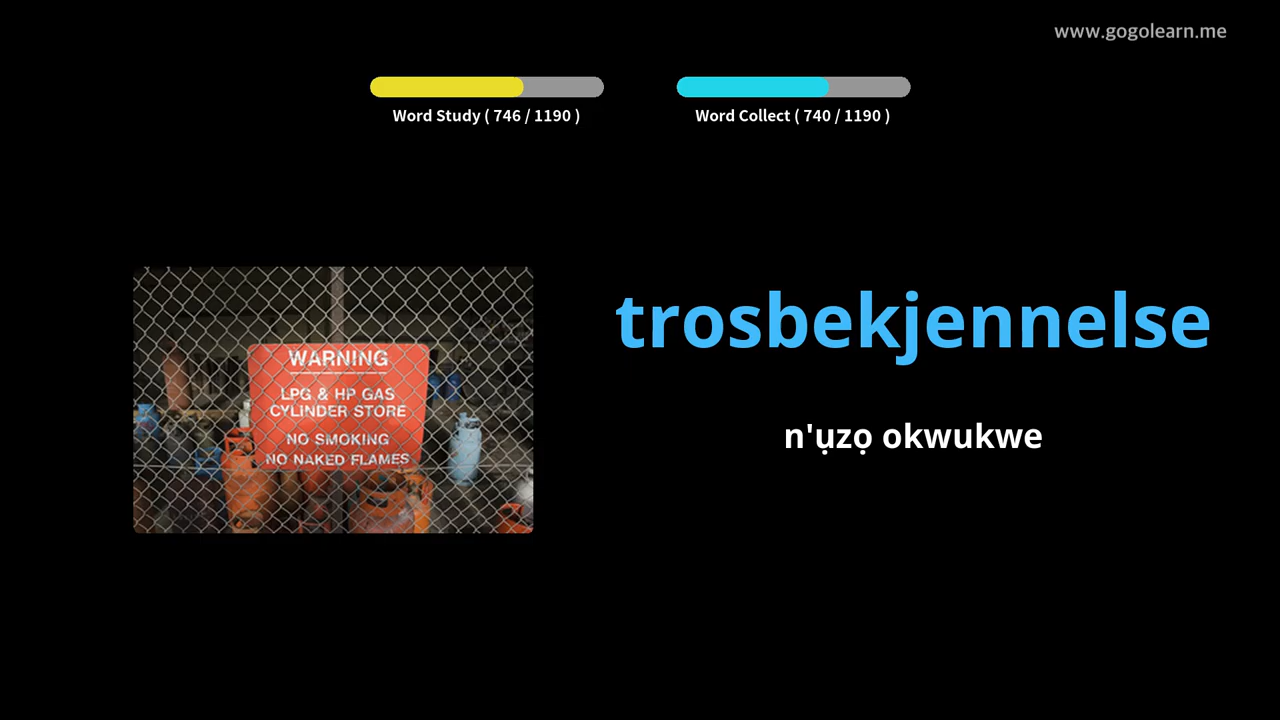 www.gogolearn.me
Word Study ( 746 / 1190 )
Word Collect ( 740 / 1190 )
WARNING
LPG & HP GAS
CYLINDER STORE
NO SMOKING
NO NAKED FLAMES
trosbekjennelse
n'ụzọ okwukwe